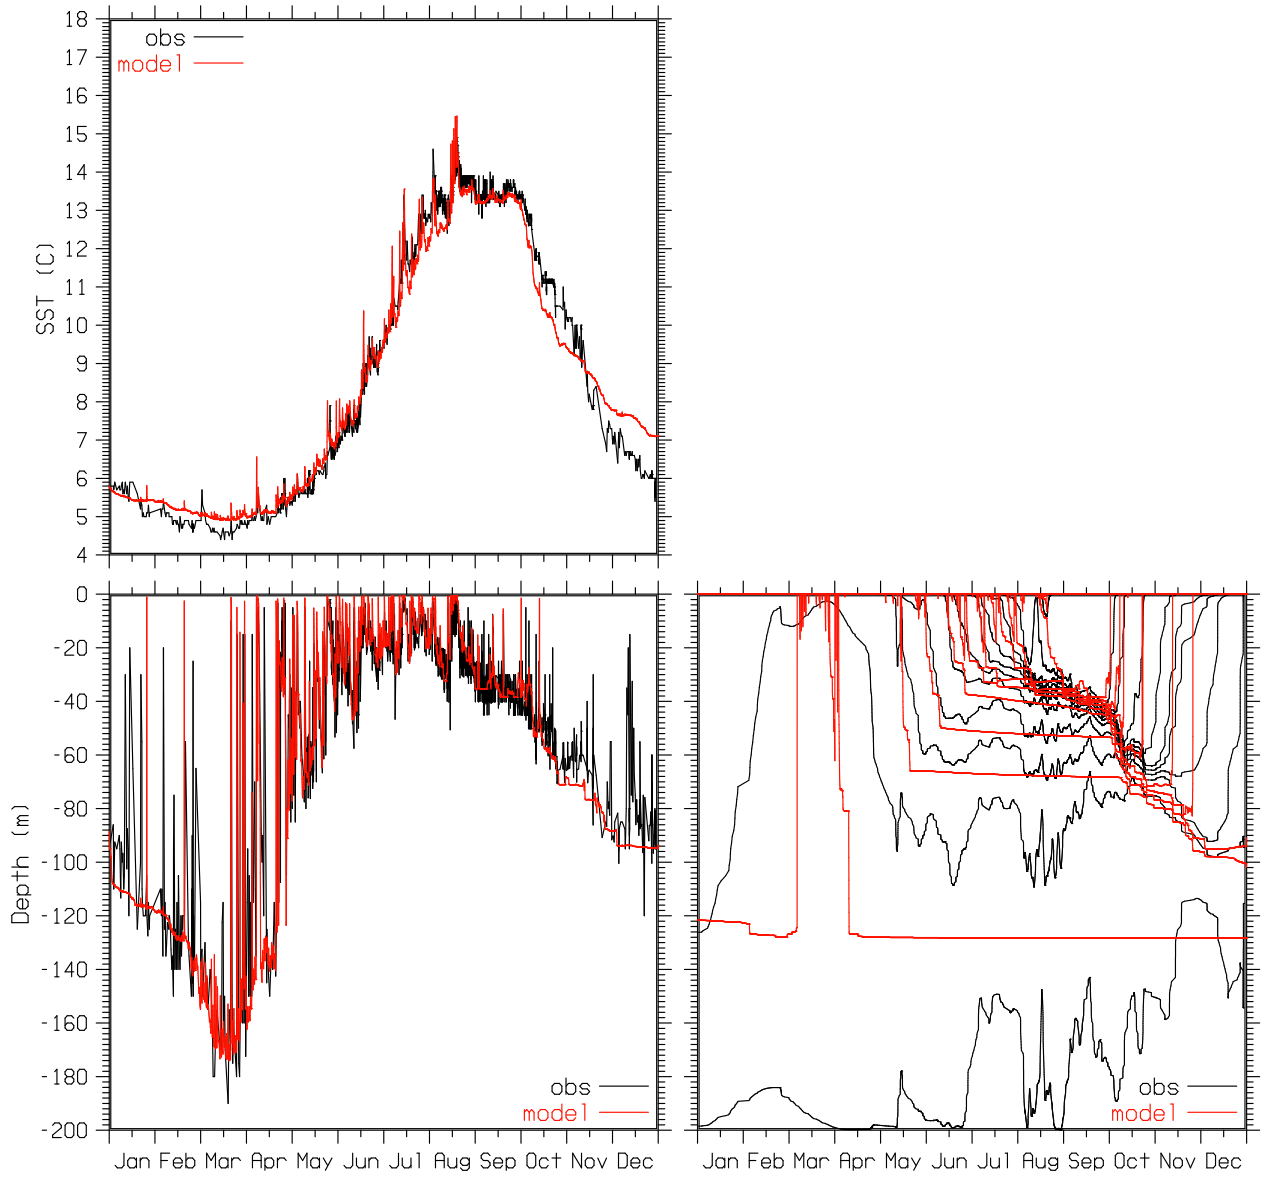 18
17
16
15
14
13
12
11
10
9
8
7
6
5
4
SST (C)
obs
model
0
-20
-40
-60
-80
-100
-120
-140
-160
-180
-200
Depth (m)
obs
model
Jan Feb Mar Apr May Jun Jul Aug Sep Oct Nov Dec
obs
model
Jan Feb Mar Apr May Jun Jul Aug Sep Oct Nov Dec